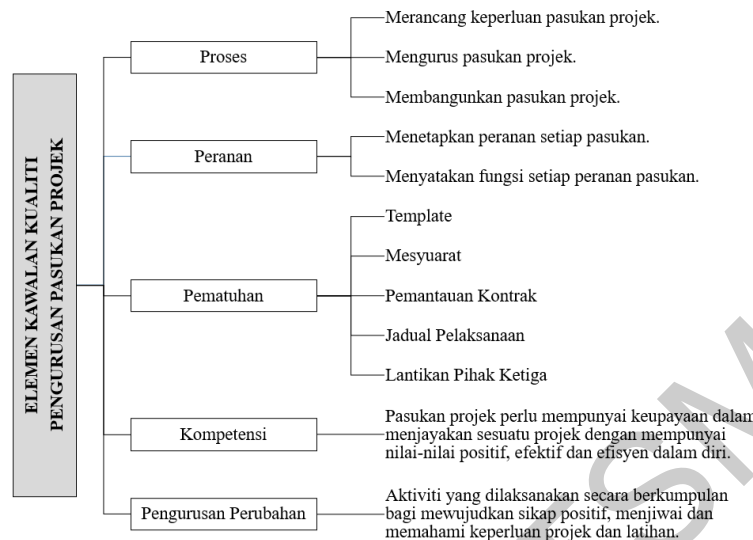 ELEMEN KAWALAN KUALITI
PENGURUSAN PASUKAN PROJEK
Proses
Merancang keperluan pasukan projek.
Mengurus pasukan projek.
Membangunkan pasukan projek.
Peranan
Menetapkan peranan setiap pasukan.
Menyatakan fungsi setiap peranan pasukan.
Pematuhan
Template
Mesyuarat
Pemantauan Kontrak
Jadual Pelaksanaan
Lantikan Pihak Ketiga
Kompetensi
Pasukan projek perlu mempunyai keupayaan dalam
menjayakan sesuatu projek dengan mempunyai
nilai-nilai positif, efektif dan efisyen dalam diri.
Pengurusan Perubahan
Aktiviti yang dilaksanakan secara berkumpulan
bagi mewujudkan sikap positif, menjiwai dan
memahami keperluan projek dan latihan.